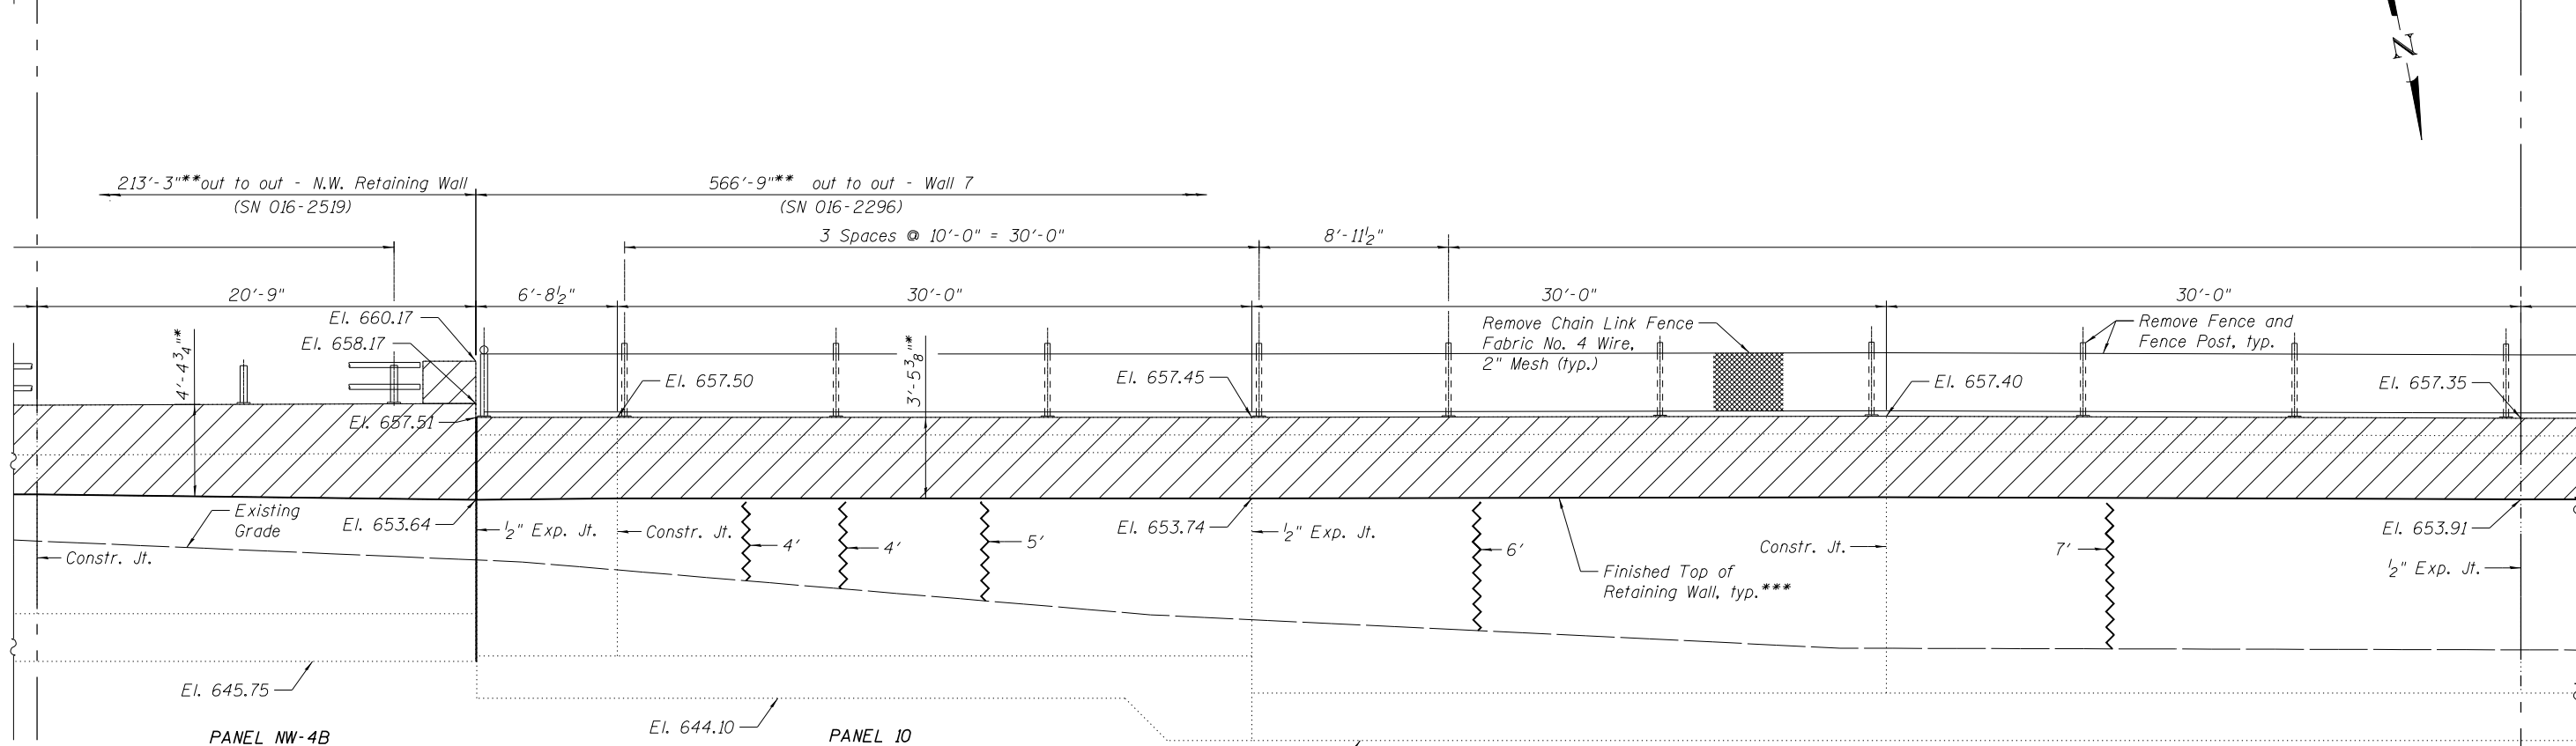 N
213'-3"** out to out - N.W. Retaining Wall
(SN 016-2519)
566'-9"** out to out - Wall 7
(SN 016-2296)
3 Spaces @ 10'-0" = 30'-0"
8'-11½"
20'-9"
6'-8½"
30'-0"
30'-0"
30'-0"
El. 660.17
El. 658.17
4'-4¾"*
El. 657.51
El. 657.50
3'-5⅜"*
El. 657.45
Remove Chain Link Fence
Fabric No. 4 Wire,
2" Mesh (typ.)
El. 657.40
Remove Fence and
Fence Post, typ.
El. 657.35
Existing
Grade
El. 653.64
½" Exp. Jt.
Constr. Jt.
4'
4'
5'
El. 653.74
½" Exp. Jt.
6'
Finished Top of
Retaining Wall, typ.***
Constr. Jt.
7'
El. 653.91
½" Exp. Jt.
Constr. Jt.
El. 645.75
El. 644.10
PANEL NW-4B
PANEL 10